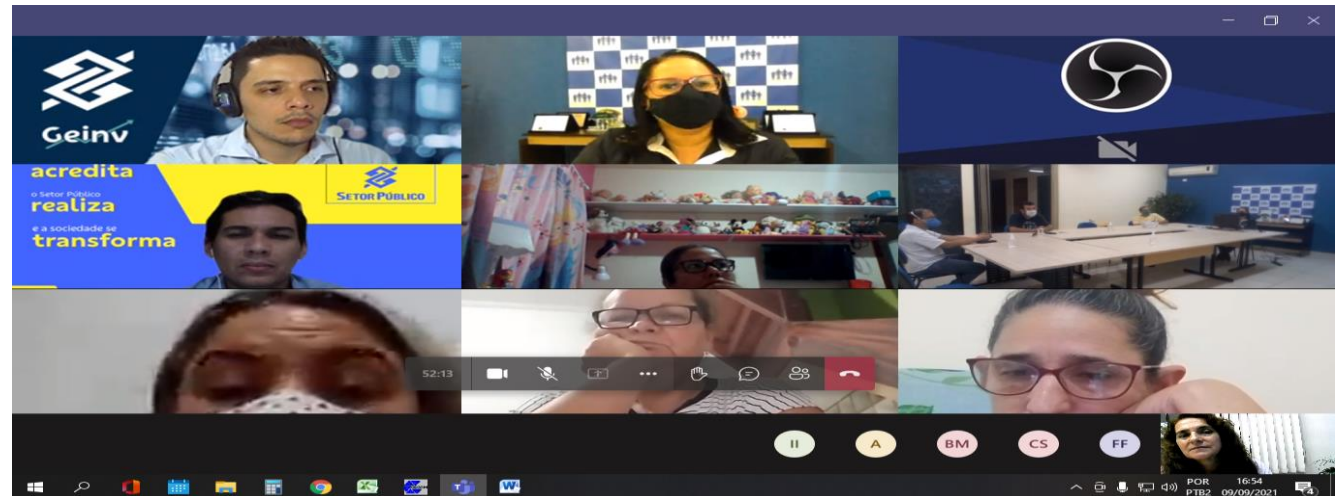 Geinv
acredita
o Setor Público
realiza
e a sociedade se
transforma
SETOR PÚBLICO
52:13
II
A
BM
CS
FF
POR
PTB2
16:54
09/09/2021
4